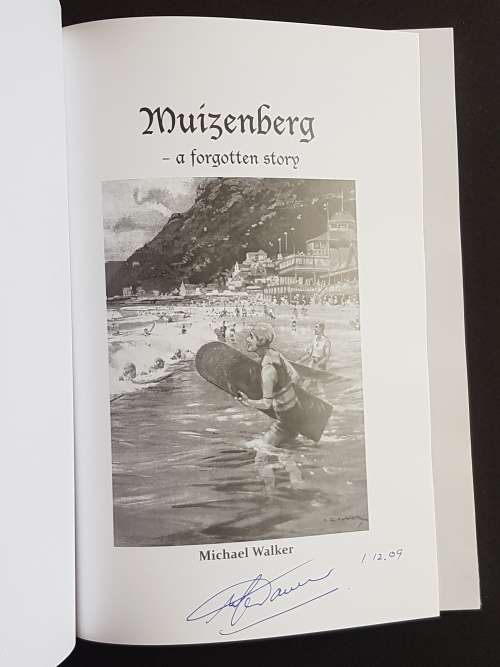 Muizenberg
– a forgotten story
Michael Walker
1.12.09